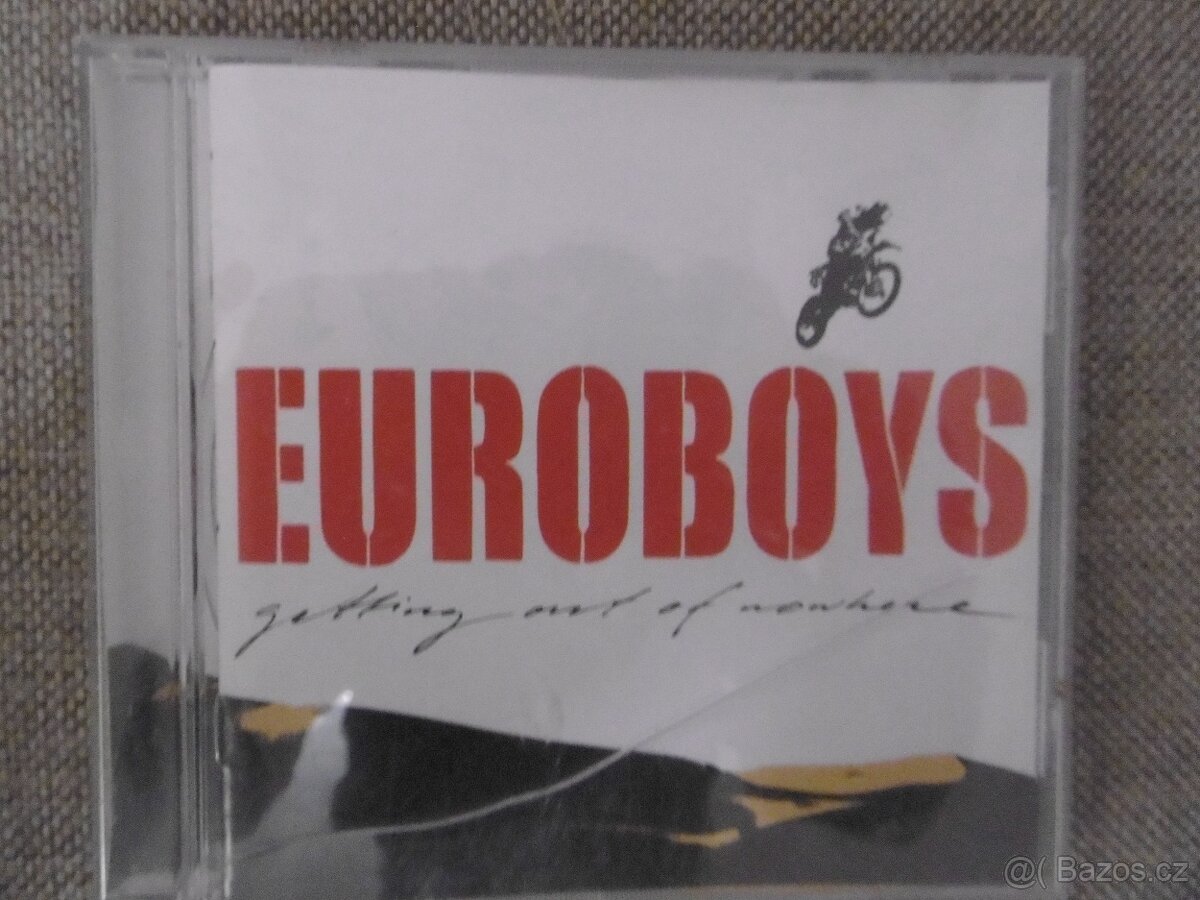 EUROBOYS
getting out of nowhere
@( Bazos.cz